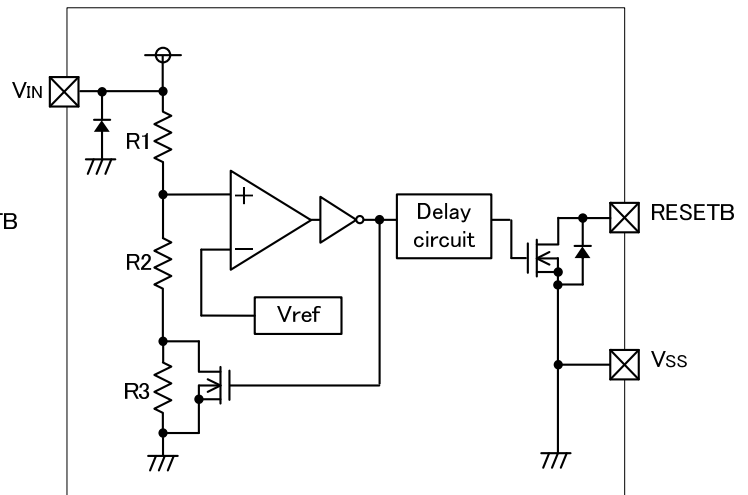 VIN
R1
+
TB
RESETB
Delay
circuit
R2
−
Vref
VSS
R3